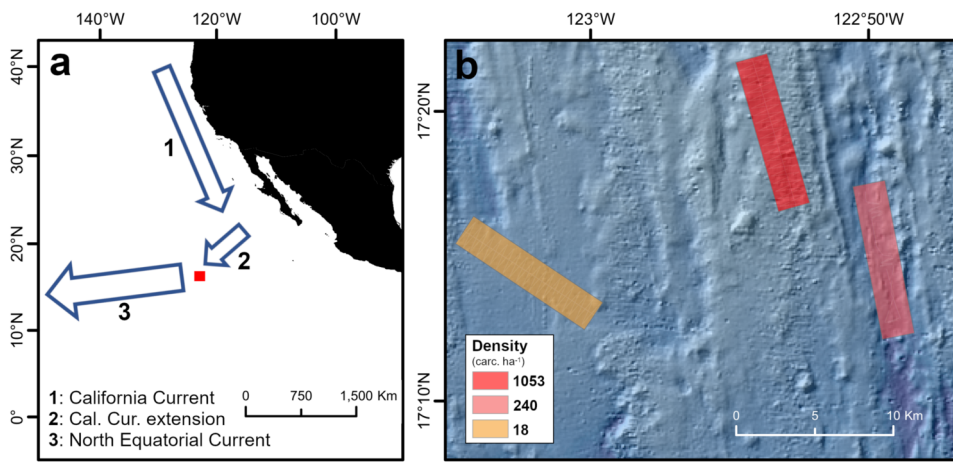 140°W 120°W 100°W
a
40°N
30°N
20°N
10°N
0°
1
2
3
1: California Current
2: Cal. Cur. extension
3: North Equatorial Current
0 750 1,500 Km
123°W 122°50'W
b
17°20'N
17°10'N
Density
(carc. ha⁻¹)
1053
240
18
0 5 10 Km